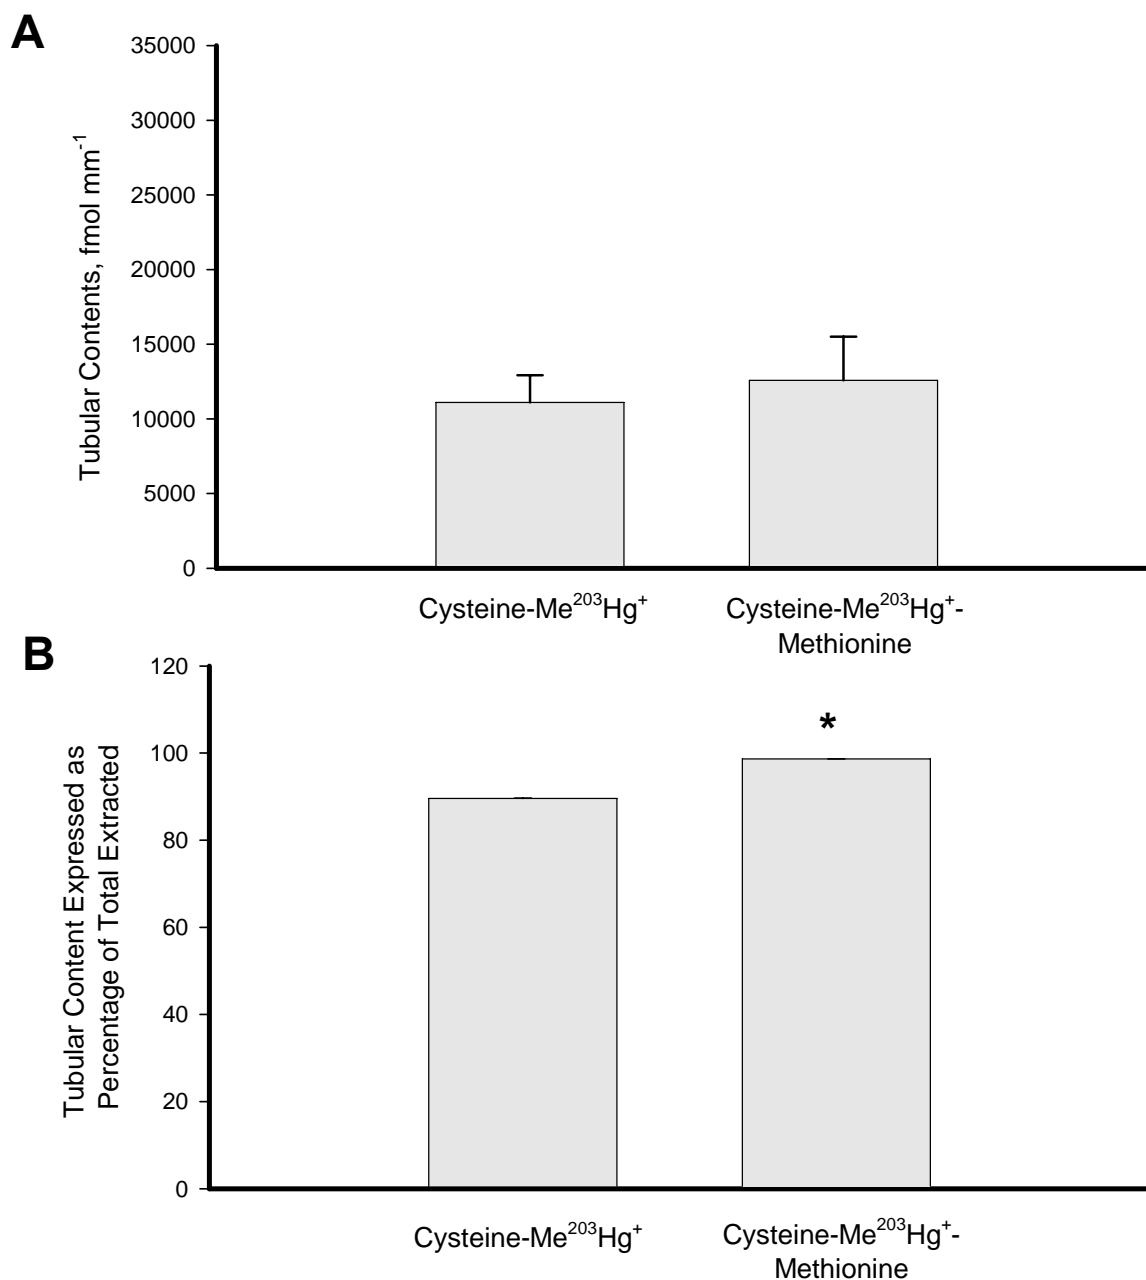 A
35000
30000
25000
20000
15000
10000
5000
0
Tubular Contents, fmol mm⁻¹
Cysteine-Me²⁰³Hg⁺
Cysteine-Me²⁰³Hg⁺-
Methionine
B
120
100
80
60
40
20
0
Tubular Content Expressed as
Percentage of Total Extracted
*
Cysteine-Me²⁰³Hg⁺
Cysteine-Me²⁰³Hg⁺-
Methionine